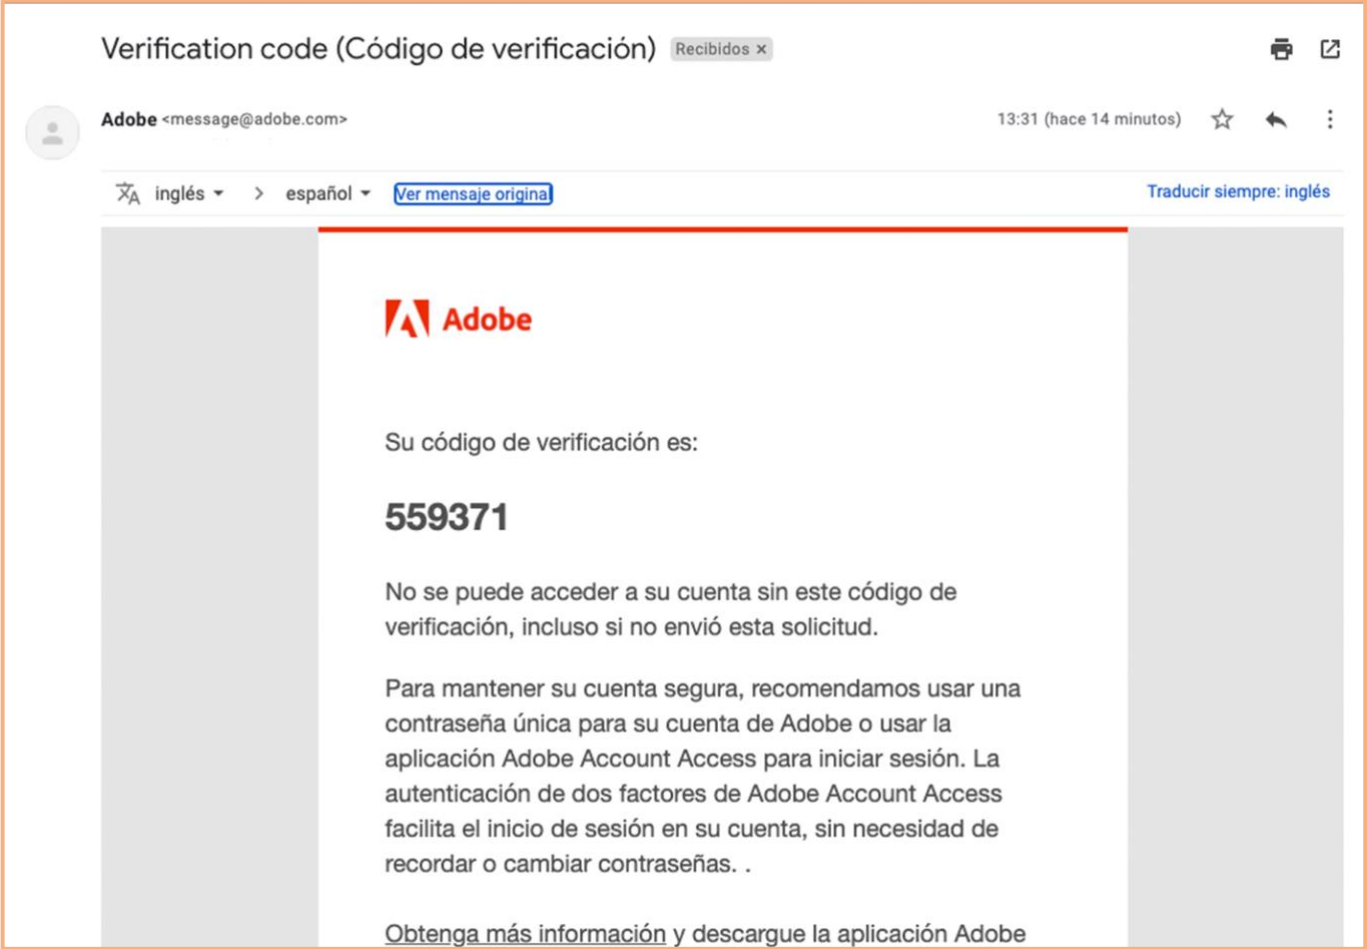 Verification code (Código de verificación) Recibidos ×
Adobe <message@adobe.com> 13:31 (hace 14 minutos)
inglés > español Ver mensaje original Traducir siempre: inglés
Adobe
Su código de verificación es:
559371
No se puede acceder a su cuenta sin este código de
verificación, incluso si no envió esta solicitud.
Para mantener su cuenta segura, recomendamos usar una
contraseña única para su cuenta de Adobe o usar la
aplicación Adobe Account Access para iniciar sesión. La
autenticación de dos factores de Adobe Account Access
facilita el inicio de sesión en su cuenta, sin necesidad de
recordar o cambiar contraseñas. .
Obtenga más información y descargue la aplicación Adobe